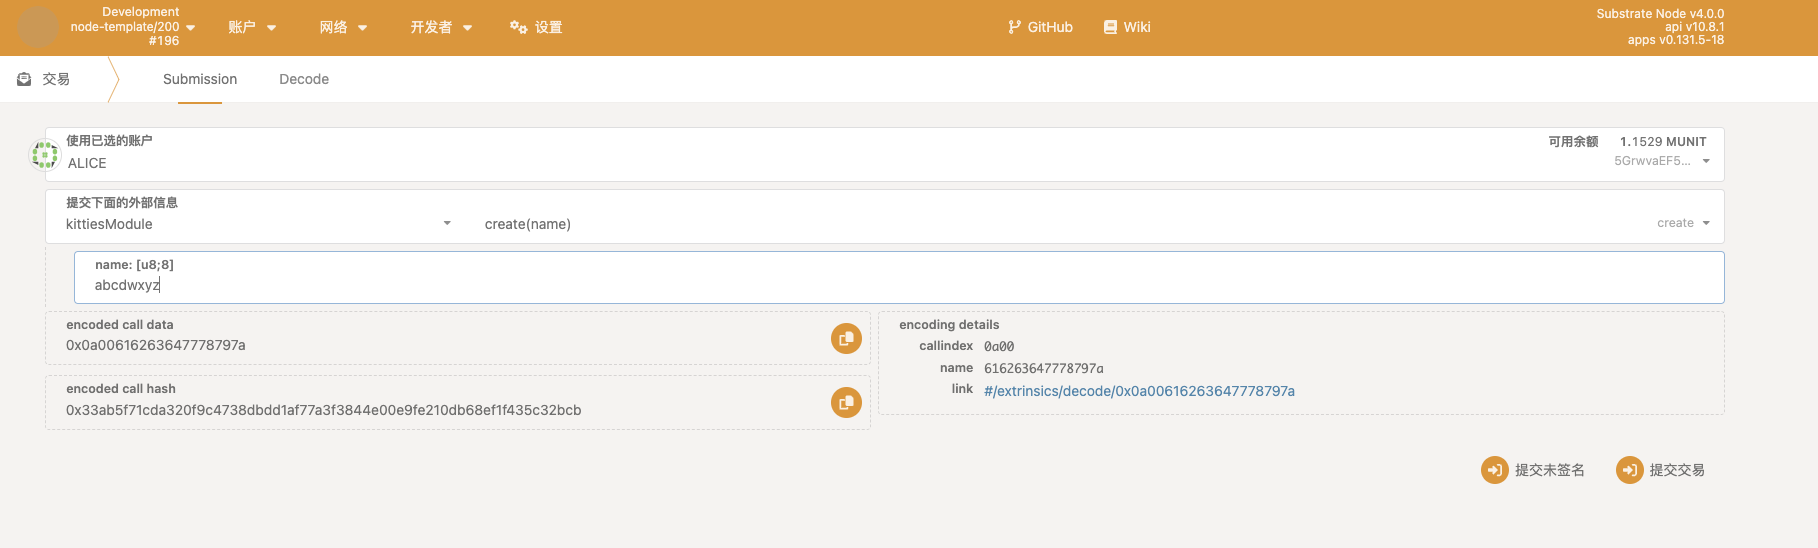 Development
node-template/200
#196
账户
网络
开发者
设置
GitHub
Wiki
Substrate Node v4.0.0
api v10.8.1
apps v0.131.5-18
交易
Submission
Decode
使用已选的账户
ALICE
可用余额 1.1529 MUNIT
5GrwvaEF5...
提交下面的外部信息
kittiesModule
create(name)
create
name: [u8;8]
abcdwxyz
encoded call data
0x0a00616263647778797a
encoded call hash
0x33ab5f71cda320f9c4738dbdd1af77a3f3844e00e9fe210db68ef1f435c32bcb
encoding details
callindex 0a00
name 616263647778797a
link #/extrinsics/decode/0x0a00616263647778797a
提交未签名
提交交易